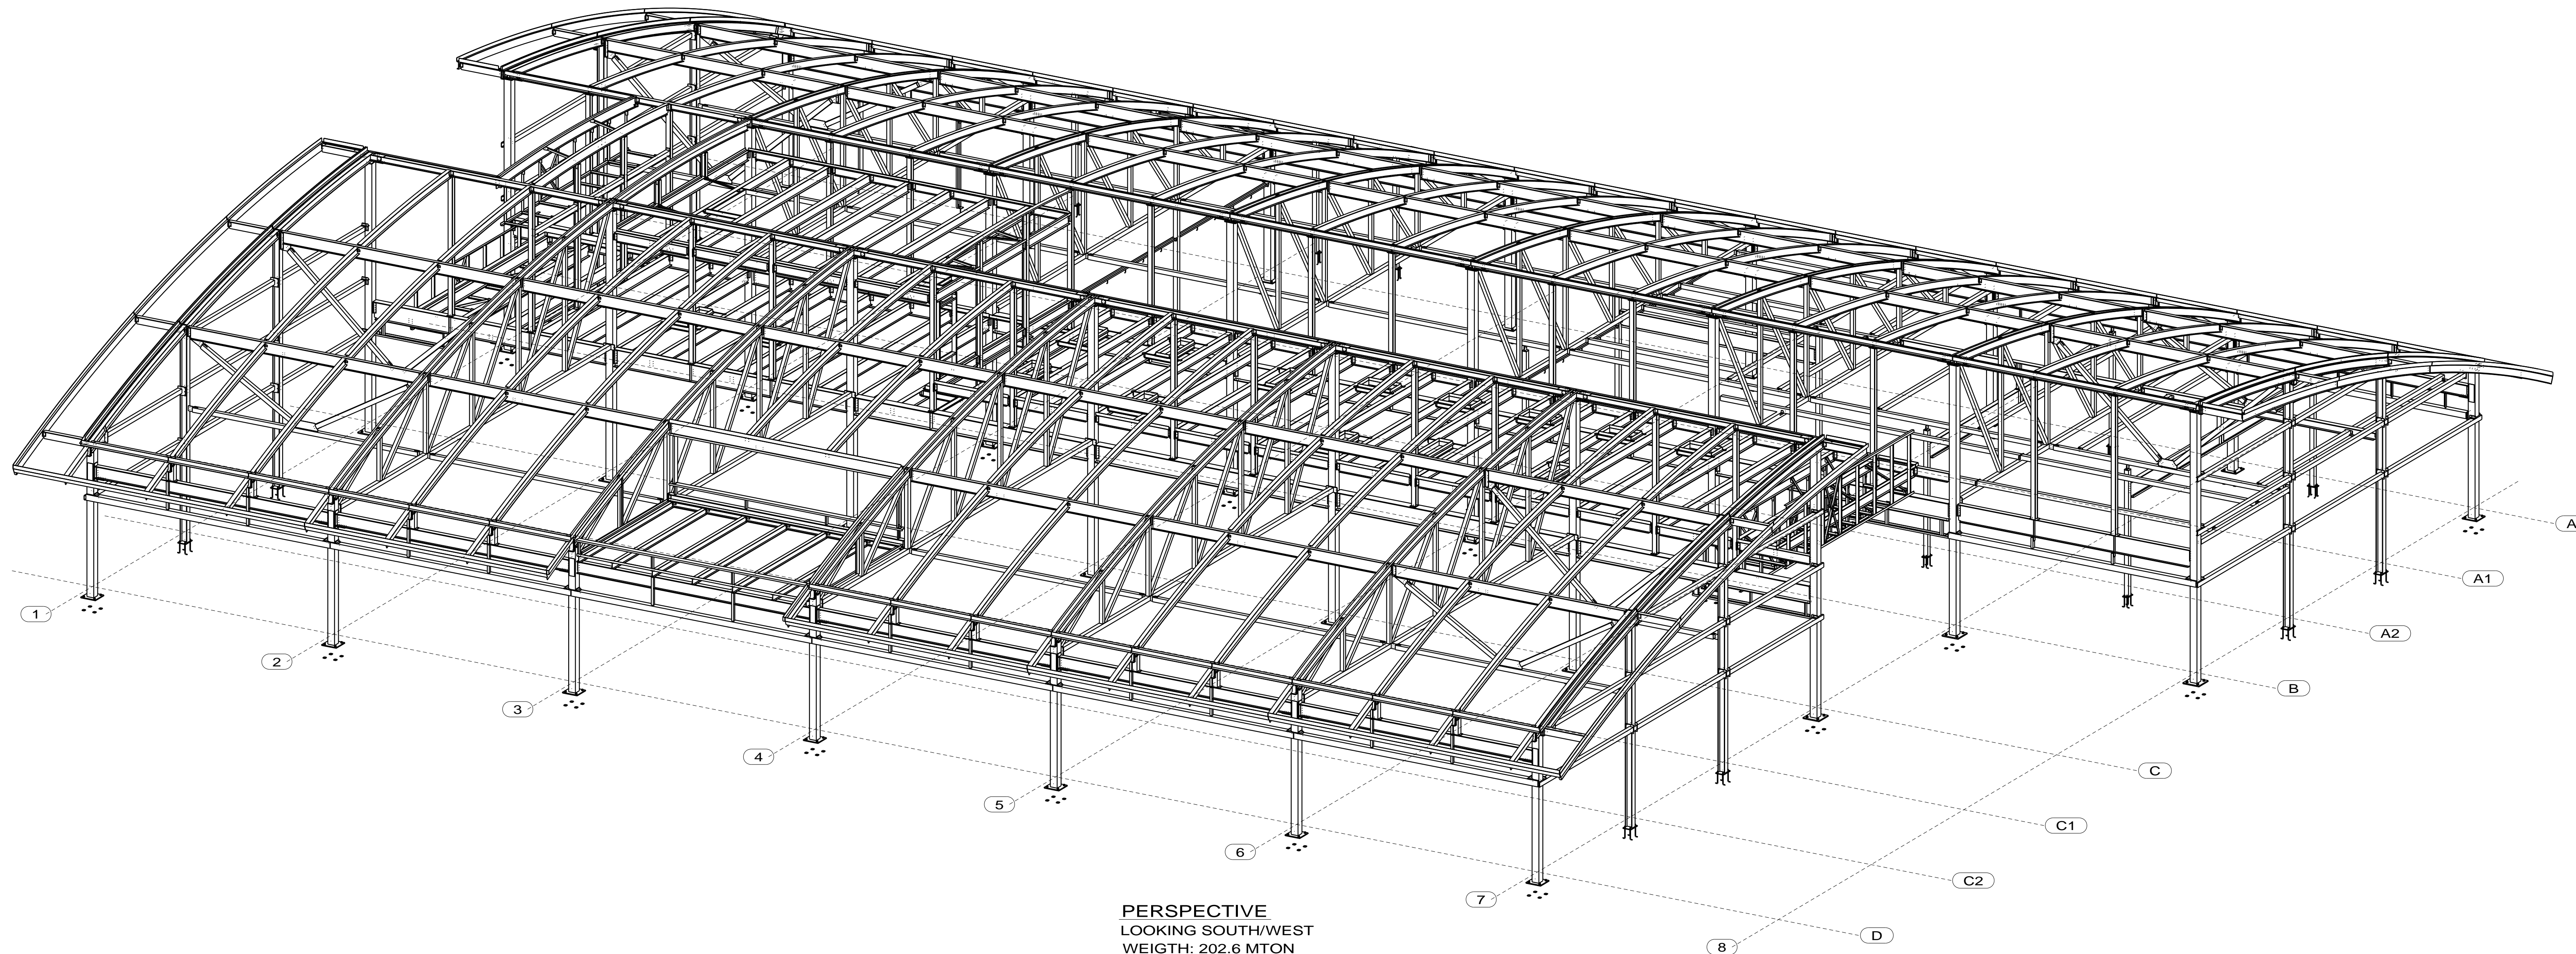 A
A1
A2
B
C
C1
C2
D
1
2
3
4
5
6
7
8
PERSPECTIVE
LOOKING SOUTH/WEST
WEIGTH: 202.6 MTON